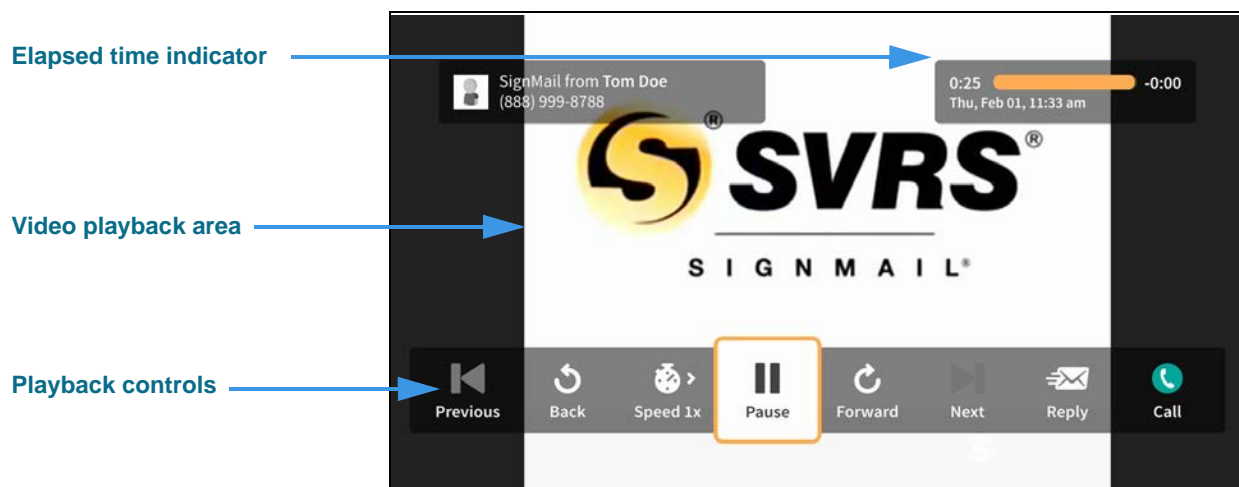 Elapsed time indicator
SignMail from Tom Doe
(888) 999-8788
0:25 -0:00
Thu, Feb 01, 11:33 am
SVRS®
SIGNMAIL®
Video playback area
Playback controls
Previous Back Speed 1x Pause Forward Next Reply Call